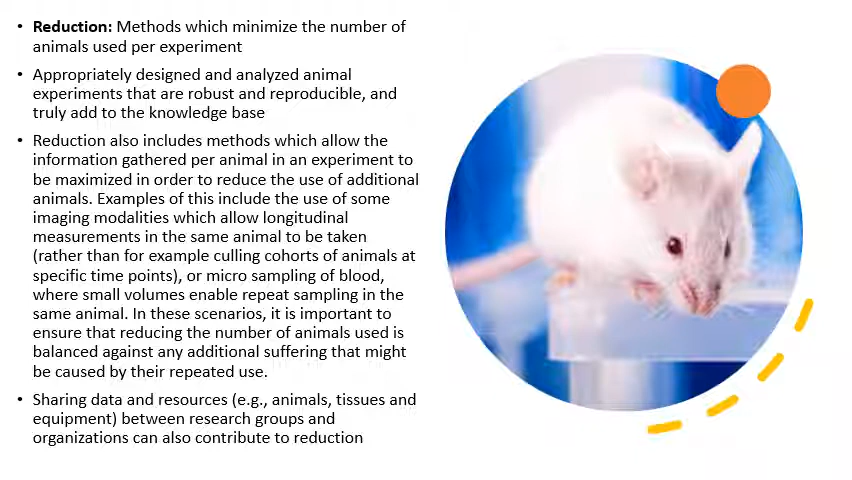 • Reduction: Methods which minimize the number of
animals used per experiment
• Appropriately designed and analyzed animal
experiments that are robust and reproducible, and
truly add to the knowledge base
• Reduction also includes methods which allow the
information gathered per animal in an experiment to
be maximized in order to reduce the use of additional
animals. Examples of this include the use of some
imaging modalities which allow longitudinal
measurements in the same animal to be taken
(rather than for example culling cohorts of animals at
specific time points), or micro sampling of blood,
where small volumes enable repeat sampling in the
same animal. In these scenarios, it is important to
ensure that reducing the number of animals used is
balanced against any additional suffering that might
be caused by their repeated use.
• Sharing data and resources (e.g., animals, tissues and
equipment) between research groups and
organizations can also contribute to reduction